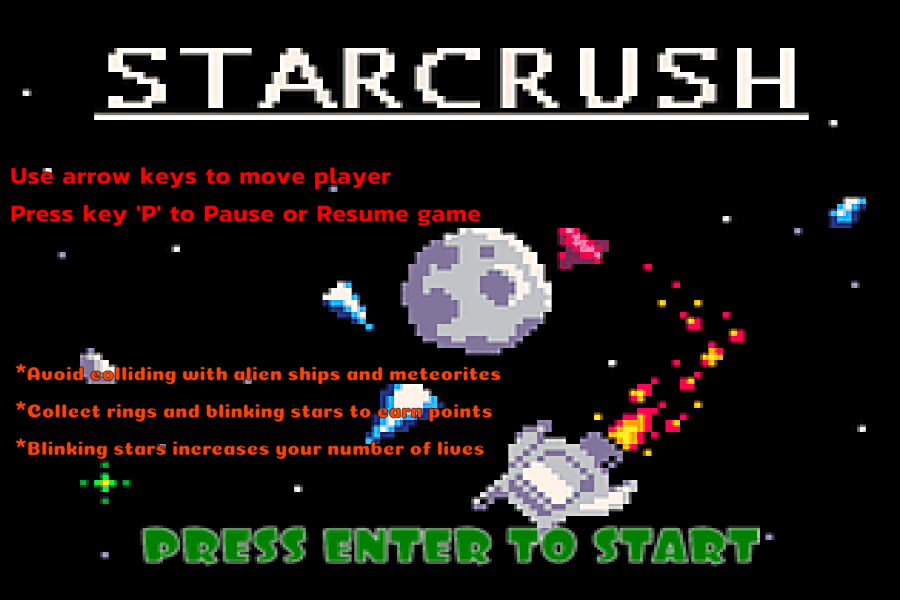 STARCRUSH
Use arrow keys to move player
Press key 'P' to Pause or Resume game
*Avoid colliding with alien ships and meteorites
*Collect rings and blinking stars to earn points
*Blinking stars increases your number of lives
PRESS ENTER TO START